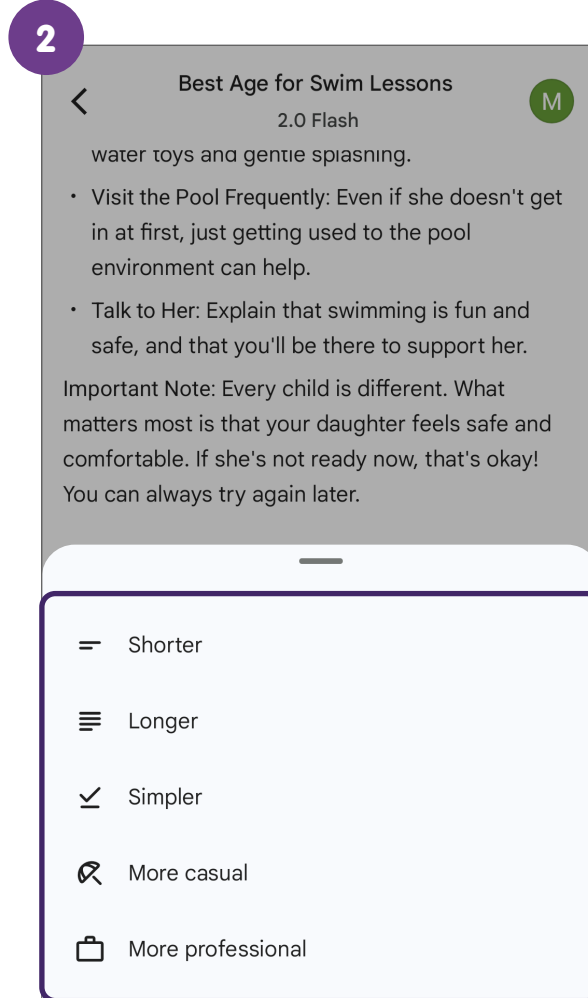 2
Best Age for Swim Lessons
2.0 Flash
M
water toys and gentle splashing.
• Visit the Pool Frequently: Even if she doesn't get
in at first, just getting used to the pool
environment can help.
• Talk to Her: Explain that swimming is fun and
safe, and that you'll be there to support her.
Important Note: Every child is different. What
matters most is that your daughter feels safe and
comfortable. If she's not ready now, that's okay!
You can always try again later.
Shorter
Longer
Simpler
More casual
More professional